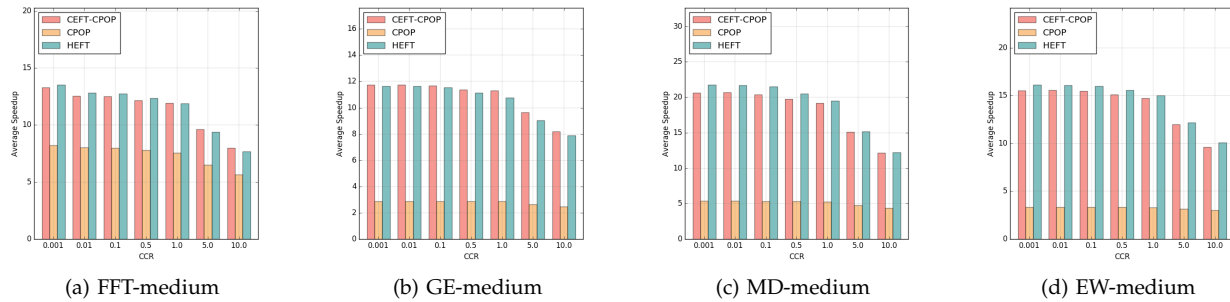 20
15
10
5
0
Average Speedup
CEFT-CPOP
CPOP
HEFT
0.001 0.01 0.1 0.5 1.0 5.0 10.0
CCR
(a) FFT-medium
16
14
12
10
8
6
4
2
0
Average Speedup
CEFT-CPOP
CPOP
HEFT
0.001 0.01 0.1 0.5 1.0 5.0 10.0
CCR
(b) GE-medium
30
25
20
15
10
5
0
Average Speedup
CEFT-CPOP
CPOP
HEFT
0.001 0.01 0.1 0.5 1.0 5.0 10.0
CCR
(c) MD-medium
20
15
10
5
0
Average Speedup
CEFT-CPOP
CPOP
HEFT
0.001 0.01 0.1 0.5 1.0 5.0 10.0
CCR
(d) EW-medium